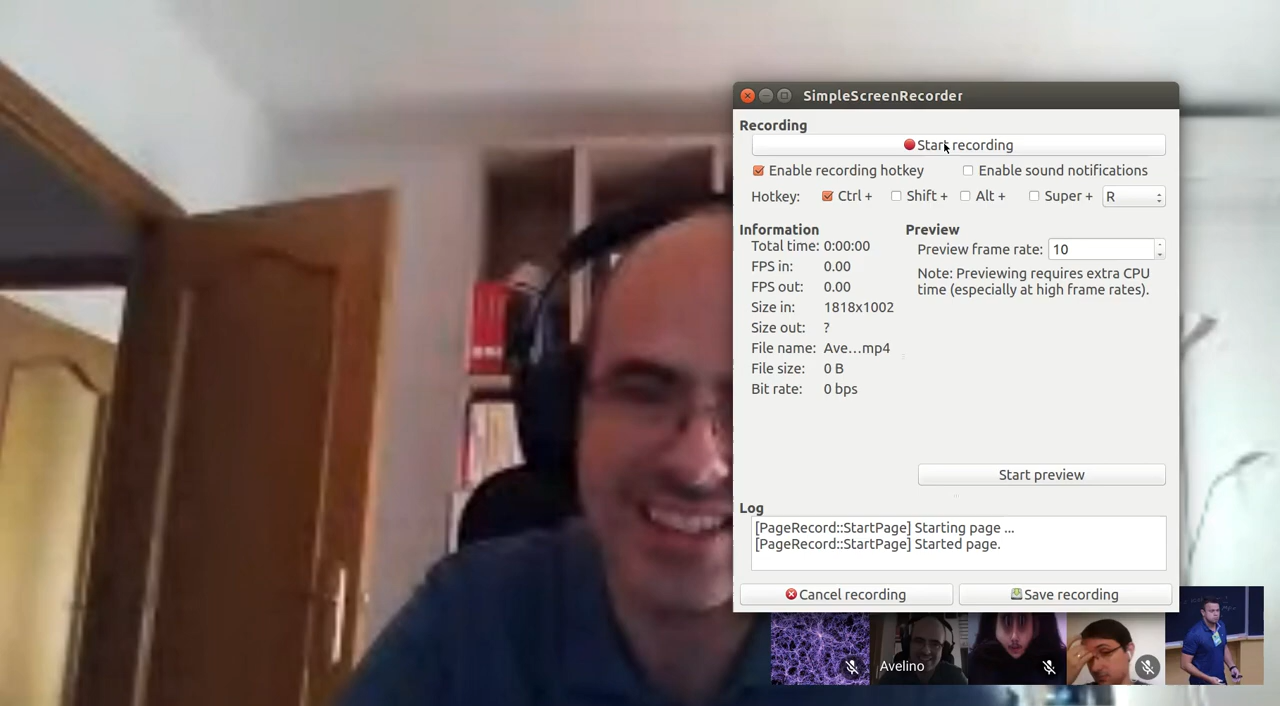 SimpleScreenRecorder
Recording
Start recording
Enable recording hotkey Enable sound notifications
Hotkey: Ctrl + Shift + Alt + Super + R
Information
Total time: 0:00:00
FPS in: 0.00
FPS out: 0.00
Size in: 1818x1002
Size out: ?
File name: Ave...mp4
File size: 0 B
Bit rate: 0 bps
Preview
Preview frame rate: 10
Note: Previewing requires extra CPU
time (especially at high frame rates).
Start preview
Log
[PageRecord::StartPage] Starting page ...
[PageRecord::StartPage] Started page.
Cancel recording Save recording
Avelino